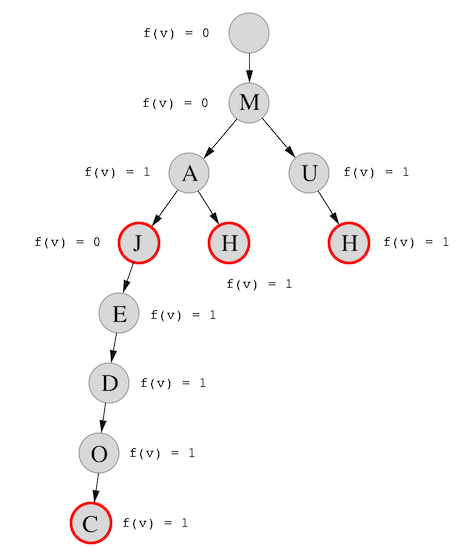 f(v) = 0
f(v) = 0 M
f(v) = 1 A U f(v) = 1
f(v) = 0 J H H f(v) = 1
f(v) = 1
E f(v) = 1
D f(v) = 1
O f(v) = 1
C f(v) = 1